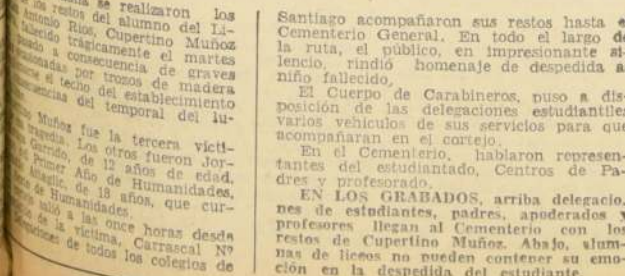 se realizaron los
los restos del alumno del Li-
Antonio Ríos, Cupertino Muñoz
fallecido trágicamente el martes
a consecuencia de graves
por trozos de madera
el techo del establecimiento
del temporal del lu-
Muñoz fue la tercera vícti-
tragedia. Los otros fueron Jor-
Garrido, de 12 años de edad,
Primer Año de Humanidades,
de 18 años, que cur-
de Humanidades.
salió a las once horas desde
de la víctima, Carrascal Nº
de todos los colegios de
Santiago acompañaron sus restos hasta e
Cementerio General. En todo el largo de
la ruta, el público, en impresionante si-
lencio, rindió homenaje de despedida a
niño fallecido.
El Cuerpo de Carabineros, puso a dis-
posición de las delegaciones estudiantiles
varios vehículos de sus servicios para que
acompañaran en el cortejo.
En el Cementerio, hablaron represen-
tantes del estudiantado, Centros de Pa-
dres y profesorado.
EN LOS GRABADOS, arriba delegacio-
nes de estudiantes, padres, apoderados y
profesores llegan al Cementerio con los
restos de Cupertino Muñoz. Abajo, alum-
nas de liceos no pueden contener su emo-
ción en la despedida del estudiante